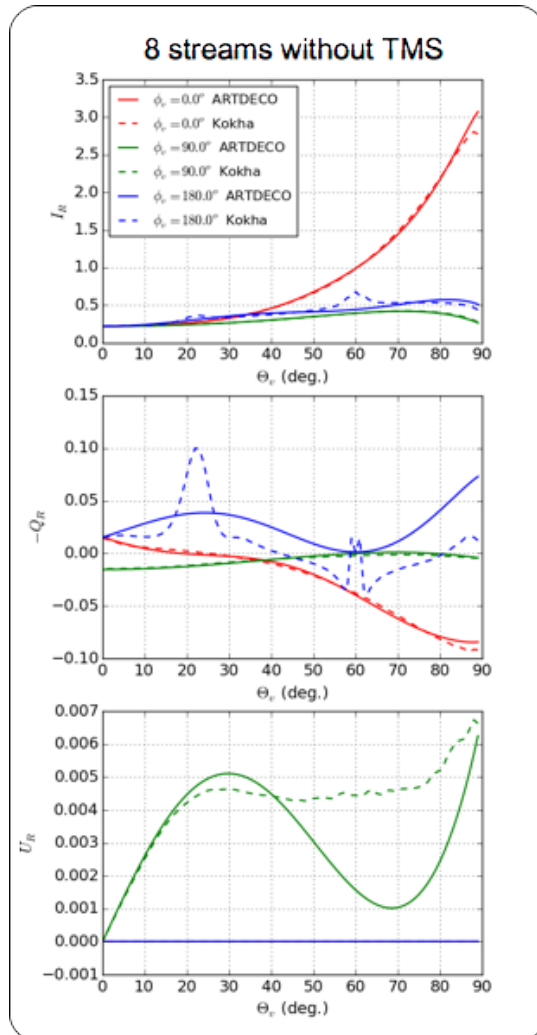 8 streams without TMS
3.5
3.0
2.5
2.0
1.5
1.0
0.5
0.0
I_R
ϕ_v = 0.0° ARTDECO
ϕ_v = 0.0° Kokha
ϕ_v = 90.0° ARTDECO
ϕ_v = 90.0° Kokha
ϕ_v = 180.0° ARTDECO
ϕ_v = 180.0° Kokha
0 10 20 30 40 50 60 70 80 90
Θ_v (deg.)
0.15
0.10
0.05
0.00
−0.05
−0.10
−Q_R
0 10 20 30 40 50 60 70 80 90
Θ_v (deg.)
0.007
0.006
0.005
0.004
0.003
0.002
0.001
0.000
−0.001
U_R
0 10 20 30 40 50 60 70 80 90
Θ_v (deg.)